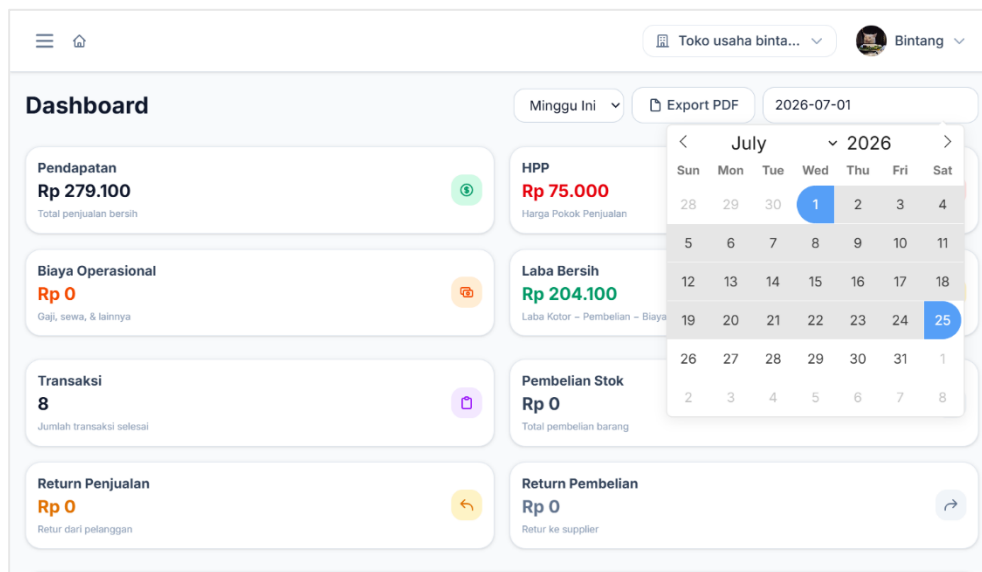 Toko usaha binta...
Bintang
Dashboard
Minggu Ini
Export PDF
2026-07-01
July 2026
Sun Mon Tue Wed Thu Fri Sat
28 29 30 1 2 3 4
5 6 7 8 9 10 11
12 13 14 15 16 17 18
19 20 21 22 23 24 25
26 27 28 29 30 31 1
2 3 4 5 6 7 8
Pendapatan
Rp 279.100
Total penjualan bersih
HPP
Rp 75.000
Harga Pokok Penjualan
Biaya Operasional
Rp 0
Gaji, sewa, & lainnya
Laba Bersih
Rp 204.100
Laba Kotor – Pembelian – Biaya
Transaksi
8
Jumlah transaksi selesai
Pembelian Stok
Rp 0
Total pembelian barang
Return Penjualan
Rp 0
Retur dari pelanggan
Return Pembelian
Rp 0
Retur ke supplier